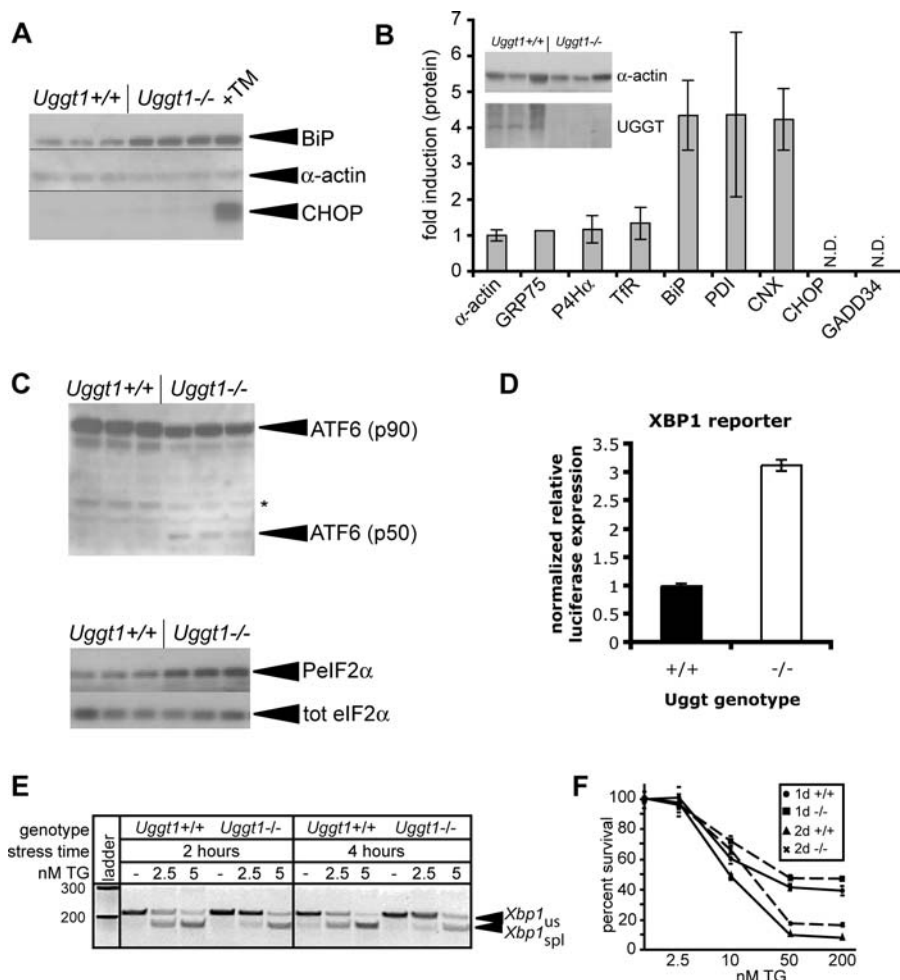 A
Uggt1+/+ | Uggt1-/- +TM
BiP
α-actin
CHOP
B
fold induction (protein)
7
6
5
4
3
2
1
0
Uggt1+/+ | Uggt1-/-
α-actin
UGGT
α-actin
GRP75
P4Hα
TfR
BiP
PDI
CNX
CHOP
GADD34
N.D.
N.D.
C
Uggt1+/+ | Uggt1-/-
ATF6 (p90)
*
ATF6 (p50)
Uggt1+/+ | Uggt1-/-
PeIF2α
tot eIF2α
D
XBP1 reporter
normalized relative
luciferase expression
3.5
3
2.5
2
1.5
1
0.5
0
+/+ -/-
Uggt genotype
E
genotype Uggt1+/+ Uggt1-/- Uggt1+/+ Uggt1-/-
stress time 2 hours 4 hours
nM TG - 2.5 5 - 2.5 5 - 2.5 5 - 2.5 5
ladder
300
200
Xbp1us
Xbp1spl
F
percent survival
100
80
60
40
20
0
1d +/+
1d -/-
2d +/+
2d -/-
2.5 10 50 200
nM TG